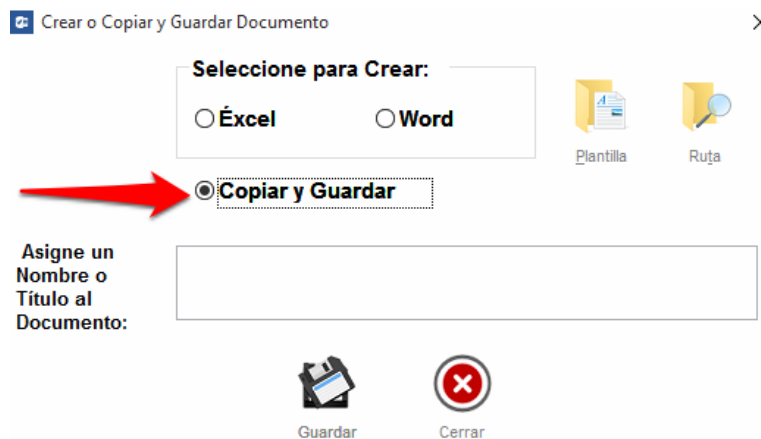 Crear o Copiar y Guardar Documento
Seleccione para Crear:
Éxcel
Word
Plantilla
Ruta
Copiar y Guardar
Asigne un
Nombre o
Título al
Documento:
Guardar
Cerrar